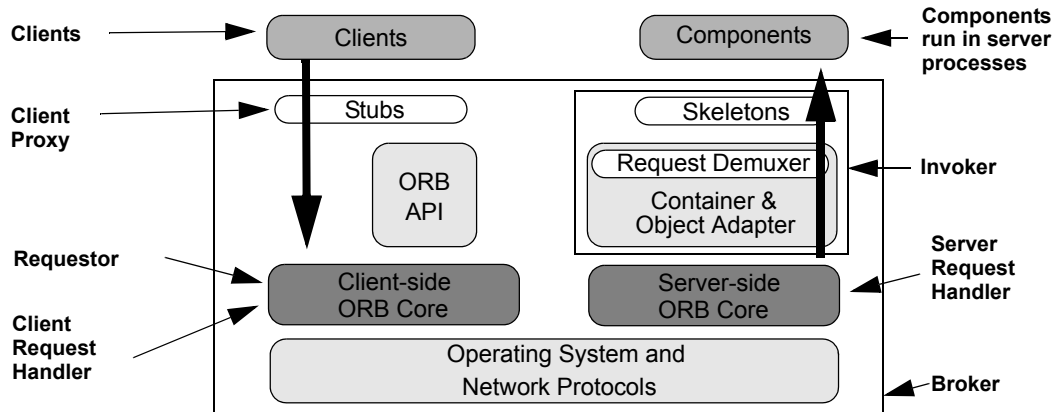 Clients
Clients
Components
Components
run in server
processes
Client
Proxy
Stubs
Skeletons
ORB
API
Request Demuxer
Container &
Object Adapter
Invoker
Requestor
Client-side
ORB Core
Server-side
ORB Core
Server
Request
Handler
Client
Request
Handler
Operating System and
Network Protocols
Broker